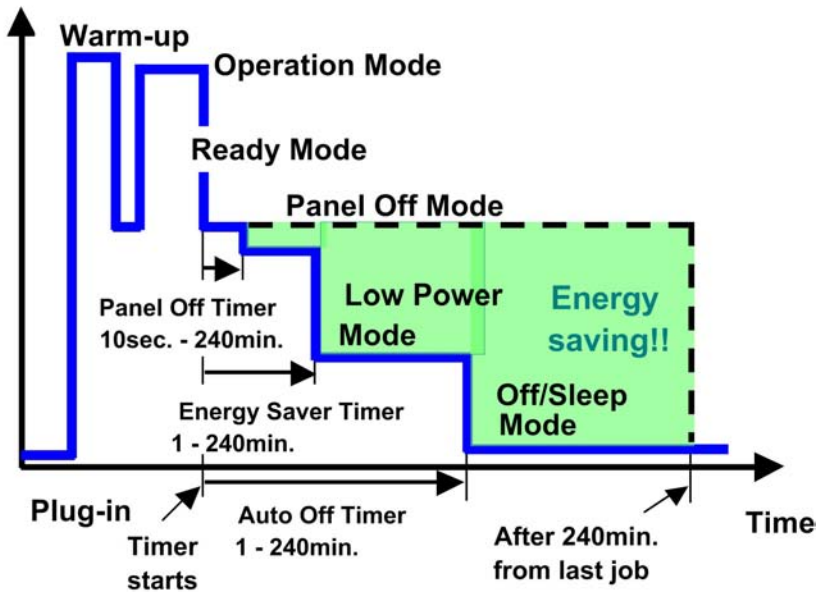 Warm-up
Operation Mode
Ready Mode
Panel Off Mode
Panel Off Timer
10sec. - 240min.
Low Power
Mode
Energy
saving!!
Energy Saver Timer
1 - 240min.
Off/Sleep
Mode
Plug-in
Timer
starts
Auto Off Timer
1 - 240min.
After 240min.
from last job
Time